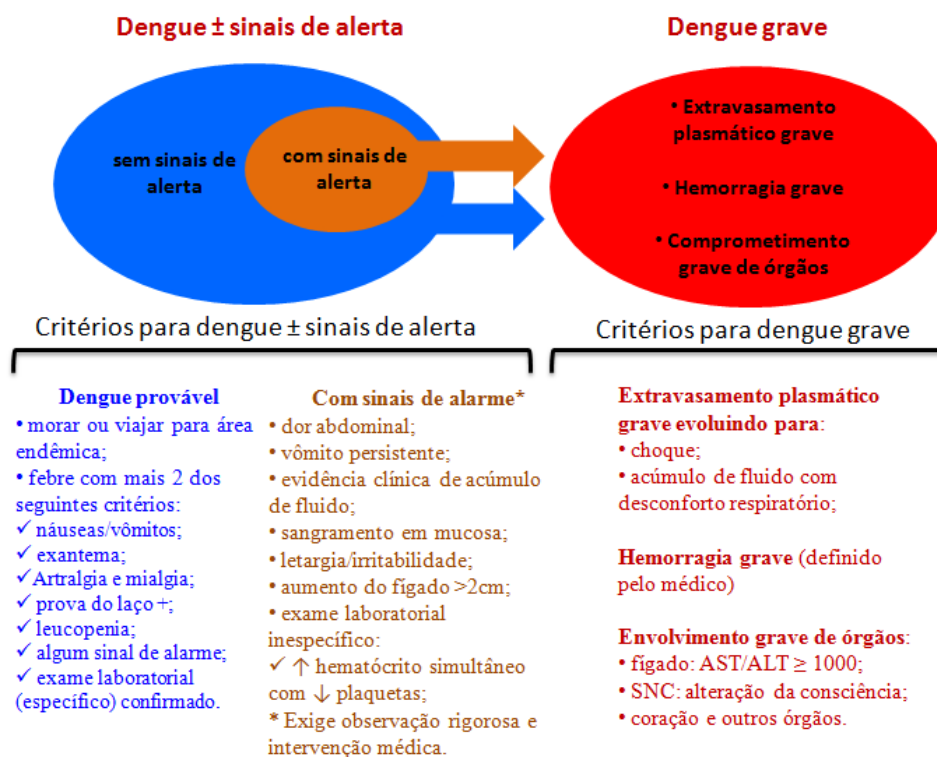 Dengue ± sinais de alerta
Dengue grave
sem sinais de
alerta
com sinais de
alerta
• Extravasamento
plasmático grave
• Hemorragia grave
• Comprometimento
grave de órgãos
Critérios para dengue ± sinais de alerta
Critérios para dengue grave
Dengue provável
• morar ou viajar para área
endêmica;
• febre com mais 2 dos
seguintes critérios:
✓ náuseas/vômitos;
✓ exantema;
✓ Artralgia e mialgia;
✓ prova do laço +;
✓ leucopenia;
✓ algum sinal de alarme;
✓ exame laboratorial
(específico) confirmado.
Com sinais de alarme*
• dor abdominal;
• vômito persistente;
• evidência clínica de acúmulo
de fluido;
• sangramento em mucosa;
• letargia/irritabilidade;
• aumento do fígado >2cm;
• exame laboratorial
inespecífico:
✓ ↑ hematócrito simultâneo
com ↓ plaquetas;
* Exige observação rigorosa e
intervenção médica.
Extravasamento plasmático
grave evoluindo para:
• choque;
• acúmulo de fluido com
desconforto respiratório;
Hemorragia grave (definido
pelo médico)
Envolvimento grave de órgãos:
• fígado: AST/ALT ≥ 1000;
• SNC: alteração da consciência;
• coração e outros órgãos.